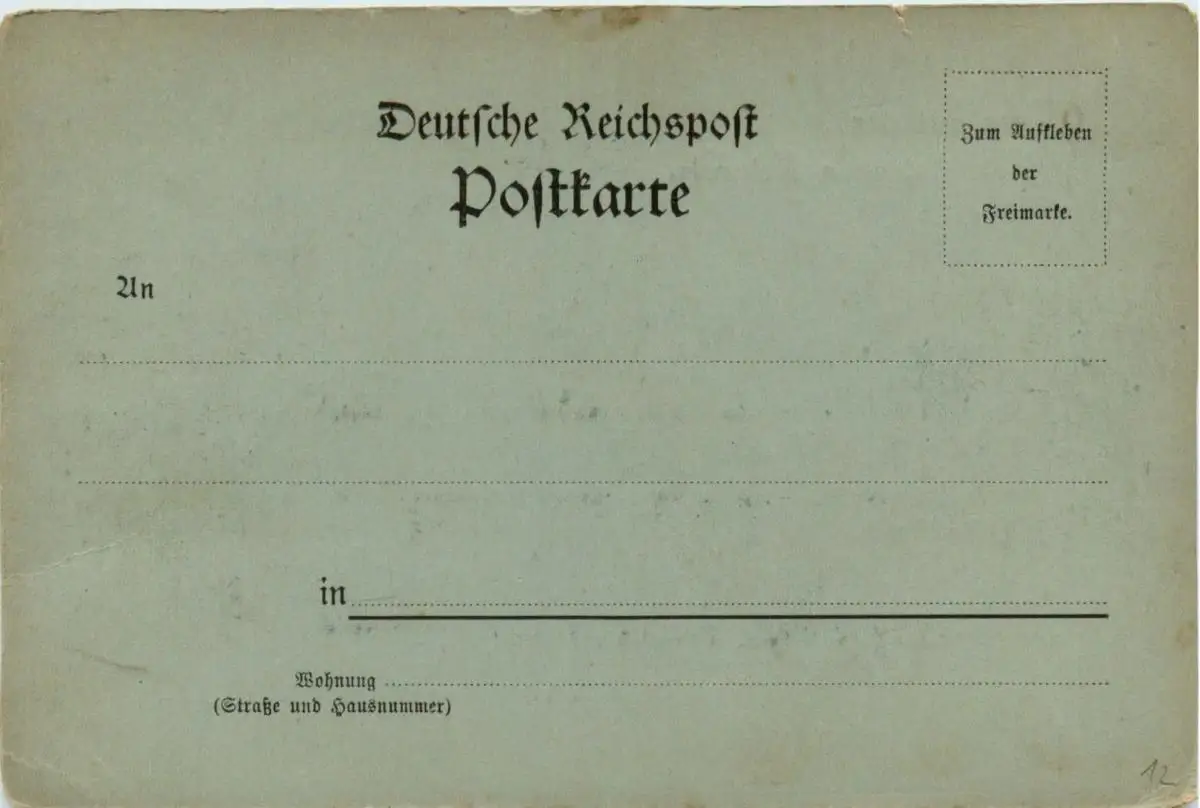 Deutsche Reichspost
Postkarte
Zum Aufkleben
der
Freimarke.
An
in
Wohnung
(Straße und Hausnummer)
12